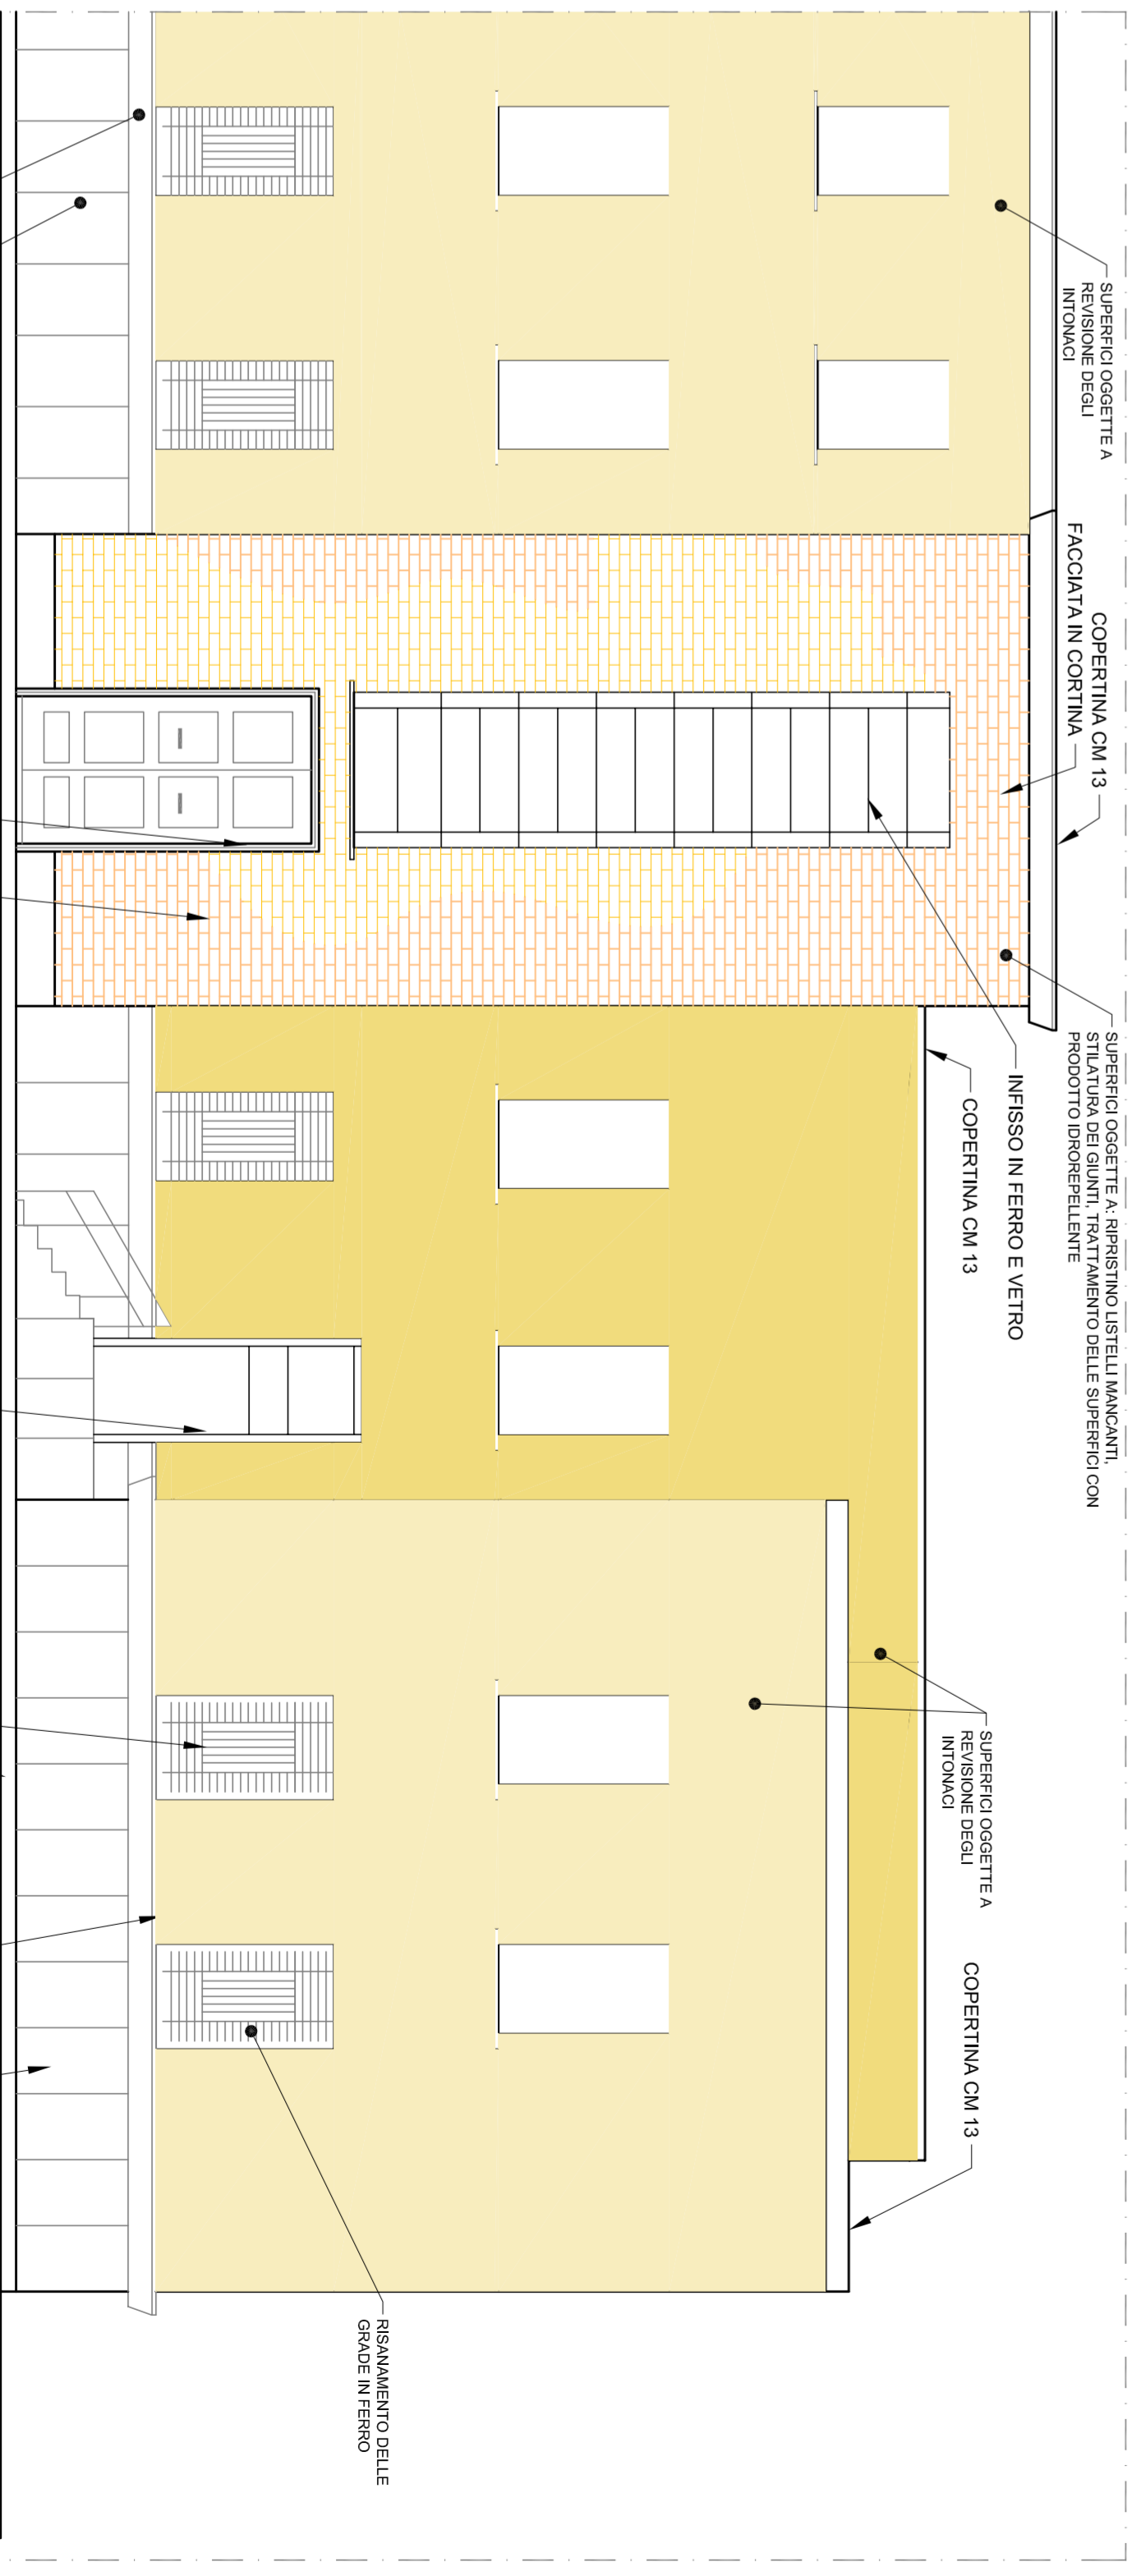 SUPERFICI OGGETTE A
REVISIONE DEGLI
INTONACI
COPERTINA CM 13
FACCIATA IN CORTINA
SUPERFICI OGGETTE A: RIPRISTINO LISTELLI MANCANTI,
STILATURA DEI GIUNTI, TRATTAMENTO DELLE SUPERFICI CON
PRODOTTO IDROREPELLENTE
INFISSO IN FERRO E VETRO
COPERTINA CM 13
SUPERFICI OGGETTE A
REVISIONE DEGLI
INTONACI
COPERTINA CM 13
RISANAMENTO DELLE
GRADE IN FERRO